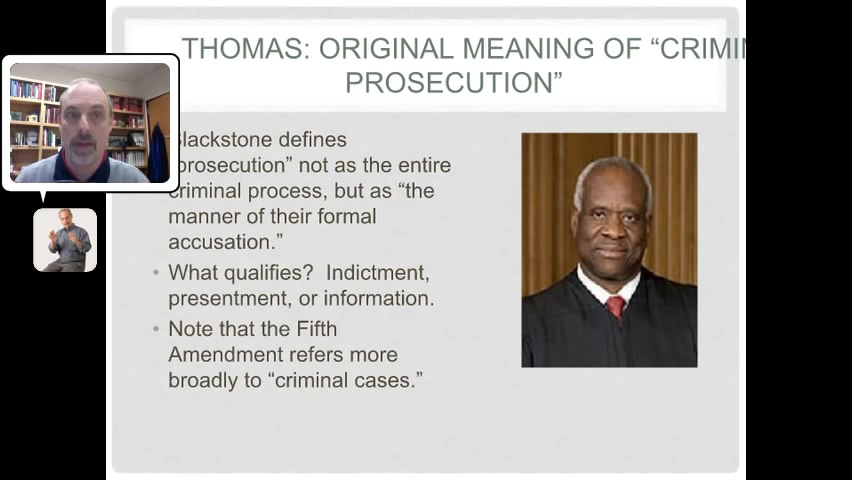 THOMAS: ORIGINAL MEANING OF “CRIMI
PROSECUTION”
Blackstone defines
prosecution” not as the entire
criminal process, but as “the
manner of their formal
accusation.”
• What qualifies? Indictment,
presentment, or information.
• Note that the Fifth
Amendment refers more
broadly to “criminal cases.”